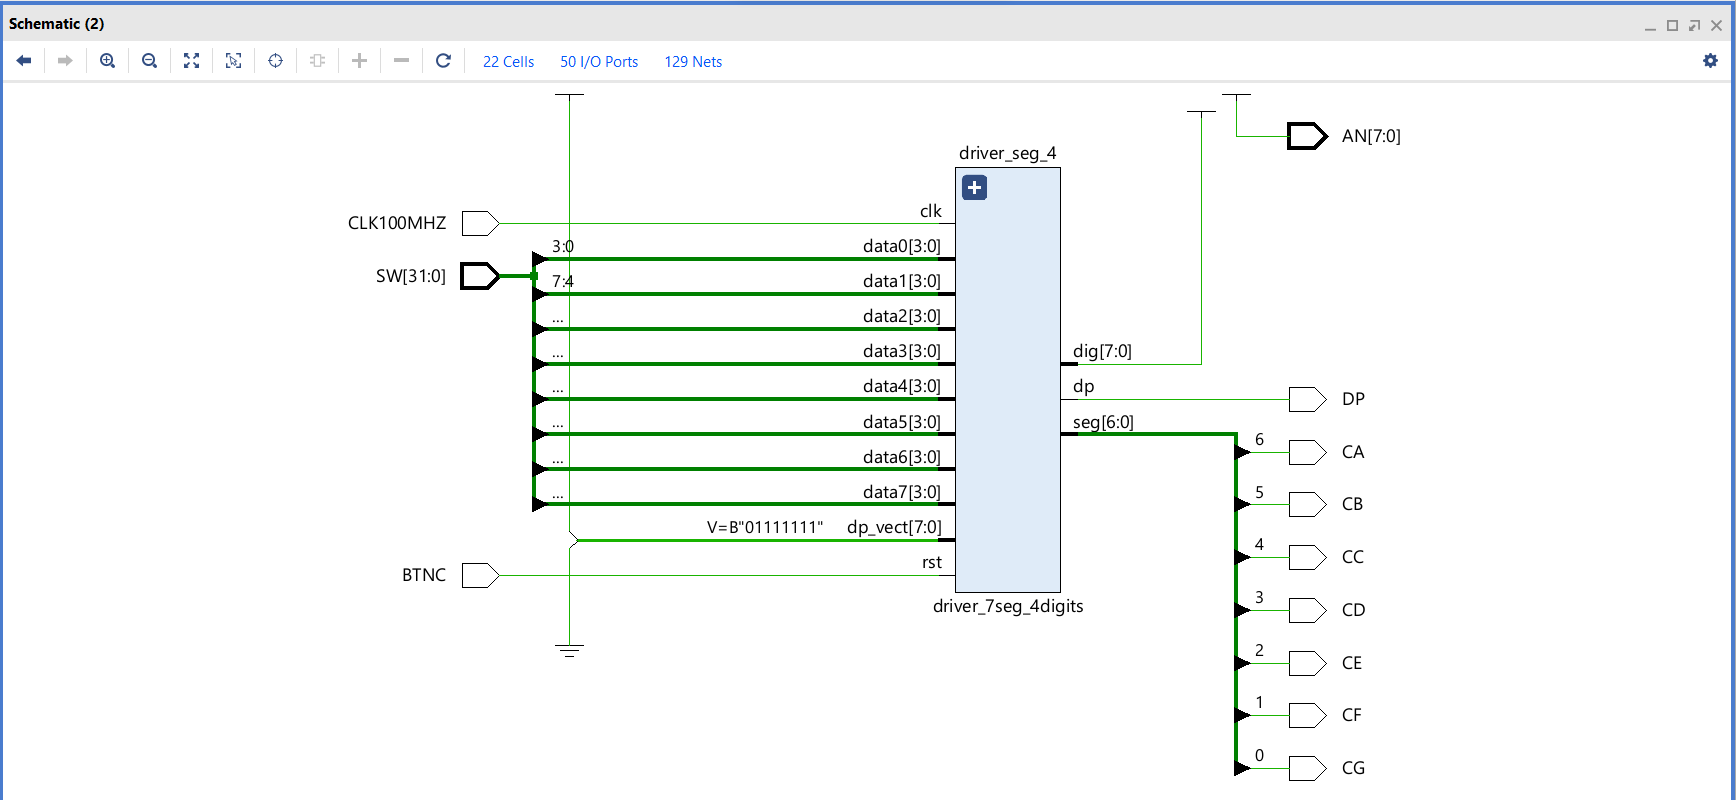 Schematic (2)
22 Cells 50 I/O Ports 129 Nets
AN[7:0]
driver_seg_4
clk
CLK100MHZ
3:0
data0[3:0]
SW[31:0]
7:4
data1[3:0]
...
data2[3:0]
...
data3[3:0]
dig[7:0]
...
data4[3:0]
dp
DP
...
data5[3:0]
seg[6:0]
6
CA
...
data6[3:0]
...
data7[3:0]
5
CB
V=B"01111111"
dp_vect[7:0]
4
CC
rst
BTNC
driver_7seg_4digits
3
CD
2
CE
1
CF
0
CG